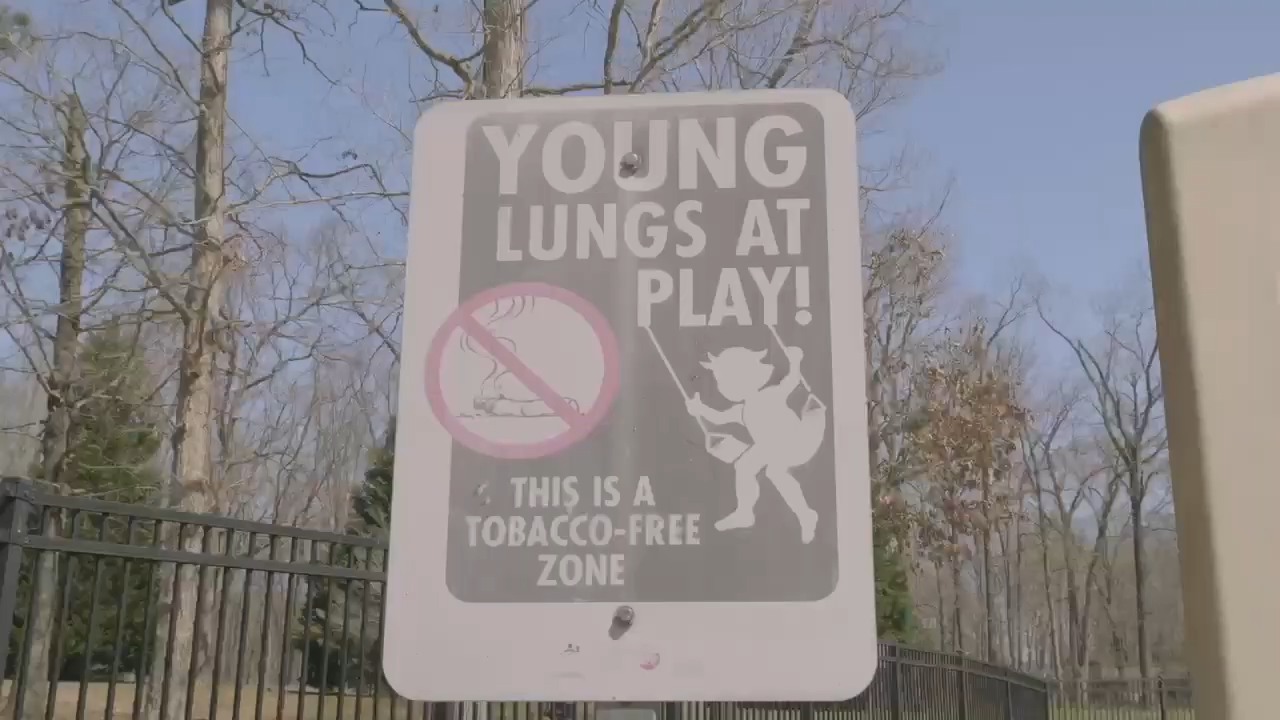 YOUNG
LUNGS AT
PLAY!
THIS IS A
TOBACCO-FREE
ZONE